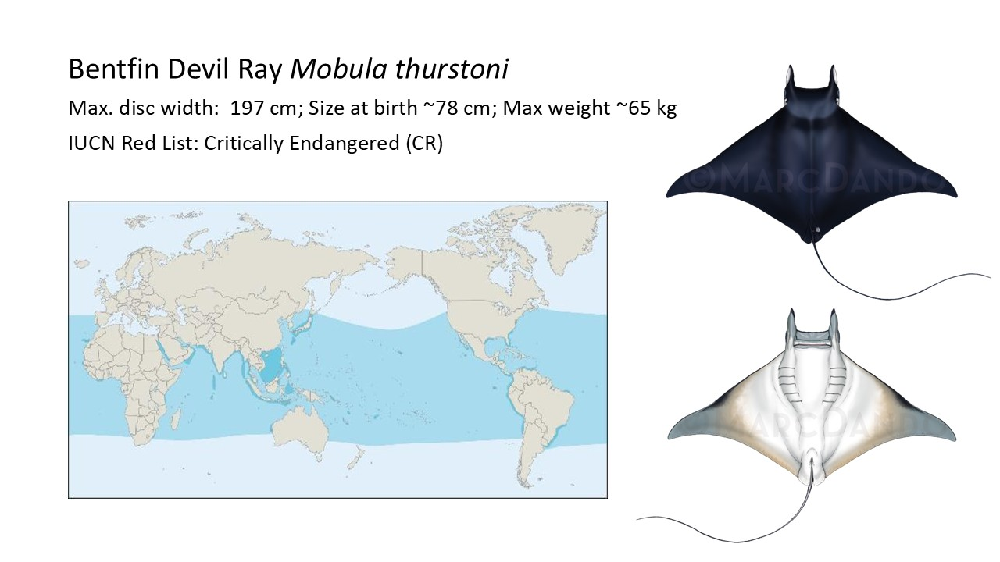 Bentfin Devil Ray Mobula thurstoni
Max. disc width:  197 cm; Size at birth ~78 cm; Max weight ~65 kg
IUCN Red List: Critically Endangered (CR)
©MarcDando
©MarcDando